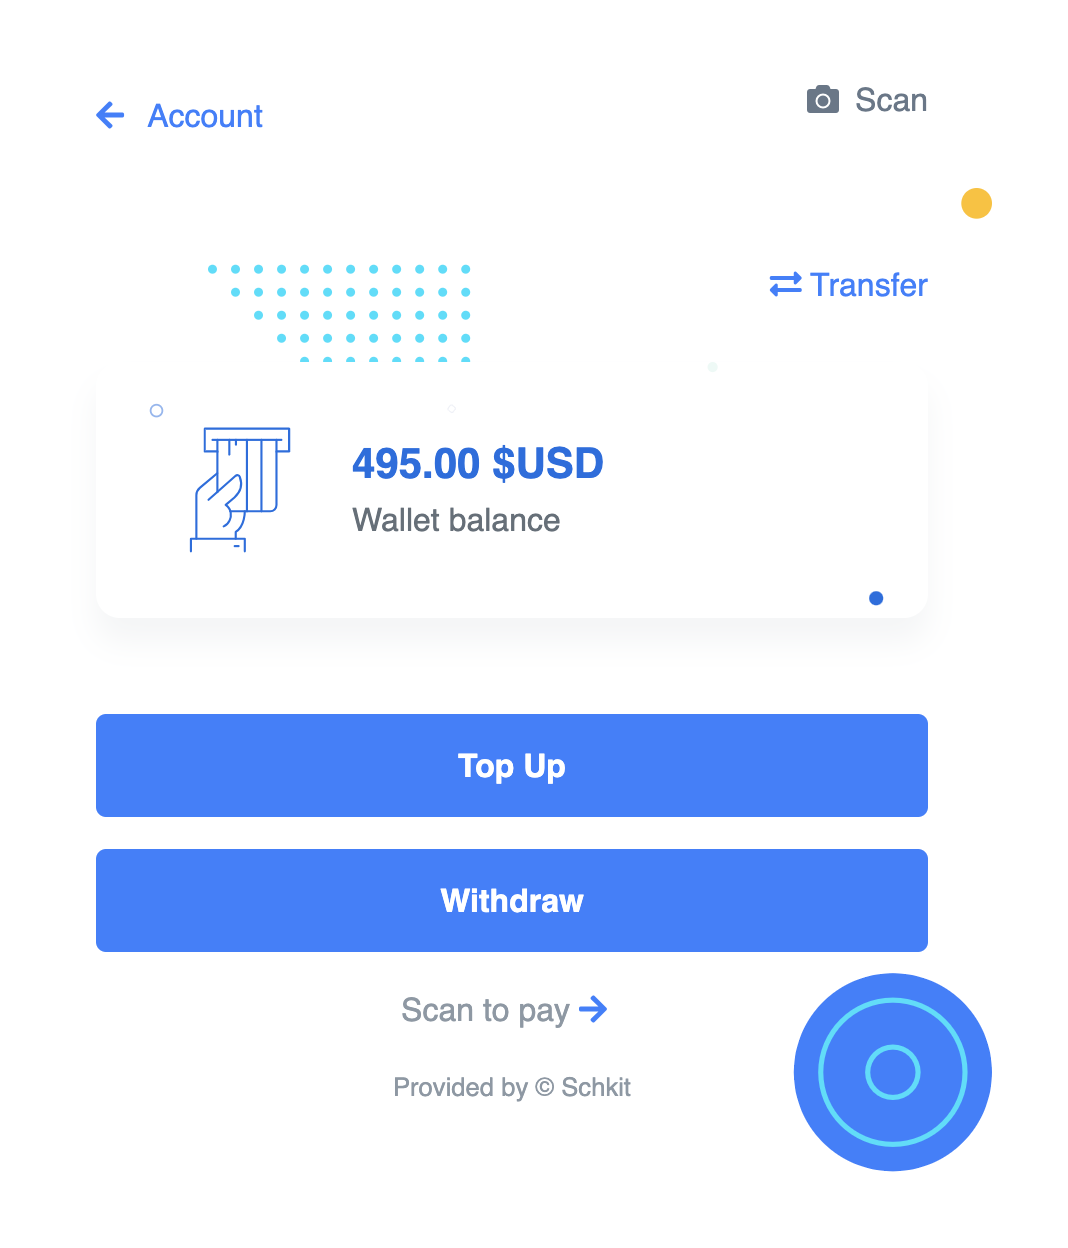 Account
Scan
Transfer
495.00 $USD
Wallet balance
Top Up
Withdraw
Scan to pay
Provided by © Schkit